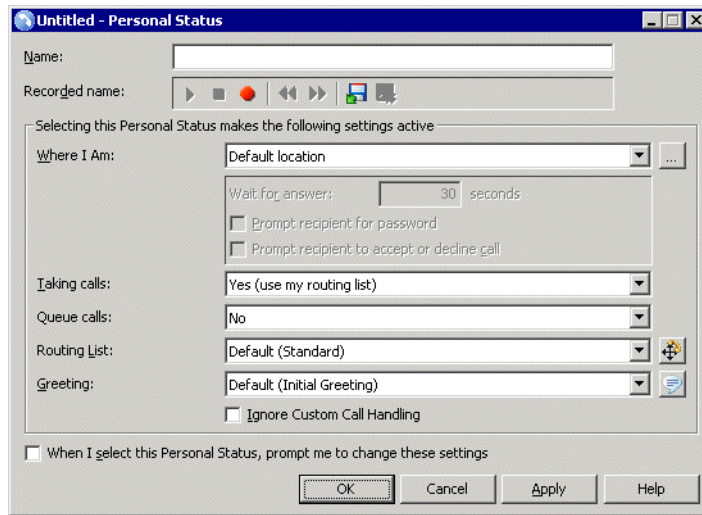 Untitled - Personal Status
Name:
Recorded name:
Selecting this Personal Status makes the following settings active
Where I Am: Default location ...
Wait for answer: 30 seconds
Prompt recipient for password
Prompt recipient to accept or decline call
Taking calls: Yes (use my routing list)
Queue calls: No
Routing List: Default (Standard)
Greeting: Default (Initial Greeting)
Ignore Custom Call Handling
When I select this Personal Status, prompt me to change these settings
OK Cancel Apply Help